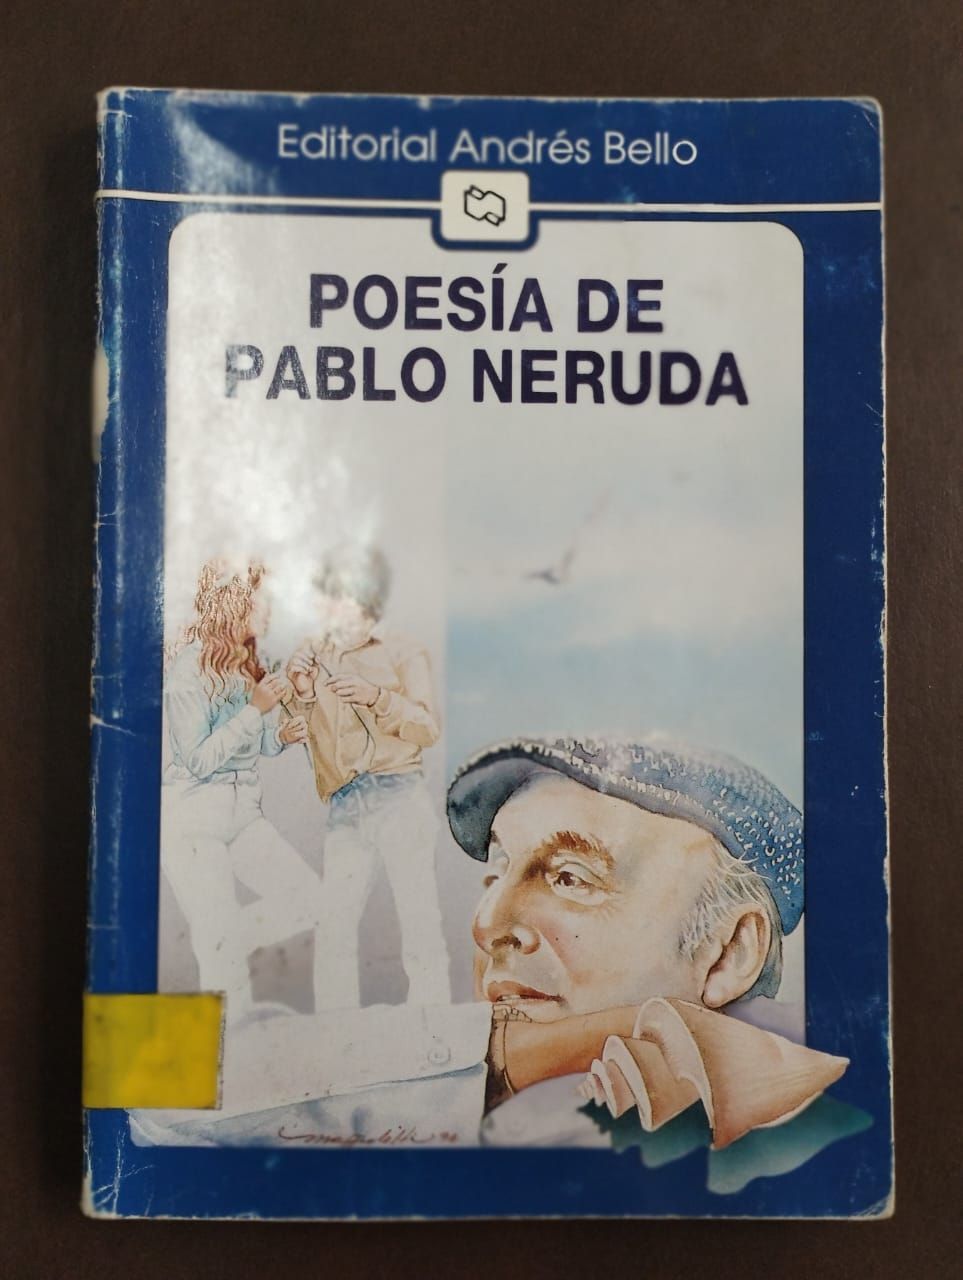 Editorial Andrés Bello
POESÍA DE
PABLO NERUDA